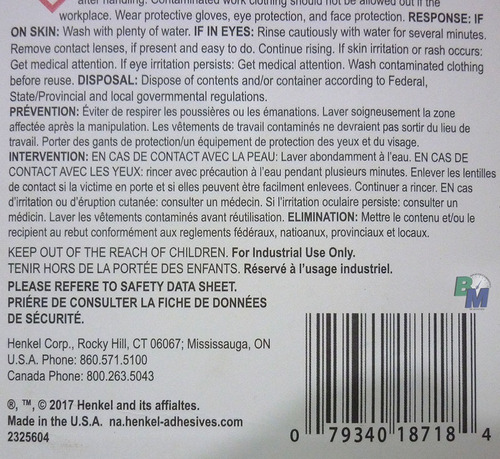 after handling. Contaminated work clothing should not be allowed out if the
workplace. Wear protective gloves, eye protection, and face protection. RESPONSE: IF
ON SKIN: Wash with plenty of water. IF IN EYES: Rinse cautiously with water for several minutes.
Remove contact lenses, if present and easy to do. Continue rising. If skin irritation or rash occurs:
Get medical attention. If eye irritation persists: Get medical attention. Wash contaminated clothing
before reuse. DISPOSAL: Dispose of contents and/or container according to Federal,
State/Provincial and local govermmental regulations.
PRÉVENTION: Éviter de respirer les poussières ou les émanations. Laver soigneusement la zone
affectée après la manipulation. Les vêtements de travail contaminés ne devraient pas sortir du lieu de
travail. Porter des gants de protection/un équipement de protection des yeux et du visage.
INTERVENTION: EN CAS DE CONTACT AVEC LA PEAU: Laver abondamment à l'eau. EN CAS DE
CONTACT AVEC LES YEUX: rincer avec précaution à l'eau pendant plusieurs minutes. Enlever les lentilles
de contact si la victime en porte et si elles peuvent être facilment enlevees. Continuer a rincer. EN cas
d'irritation ou d'éruption cutanée: consulter un médecin. Si l'irritation oculaire persiste: consulter un
médicin. Laver les vêtements contaminés avant réutilisation. ELIMINATION: Mettre le contenu et/ou le
recipient au rebut conformément aux reglements fédéraux, natioanux, provinciaux et locaux.
KEEP OUT OF THE REACH OF CHILDREN. For Industrial Use Only.
TENIR HORS DE LA PORTÉE DES ENFANTS. Réservé à l'usage industriel.
PLEASE REFERE TO SAFETY DATA SHEET.
PRIÉRE DE CONSULTER LA FICHE DE DONNÉES
DE SÉCURITÉ.
BM
Henkel Corp., Rocky Hill, CT 06067; Mississauga, ON
U.S.A. Phone: 860.571.5100
Canada Phone: 800.263.5043
®, ™, © 2017 Henkel and its affialtes.
Made in the U.S.A. na.henkel-adhesives.com
2325604
0 79340 18718 4